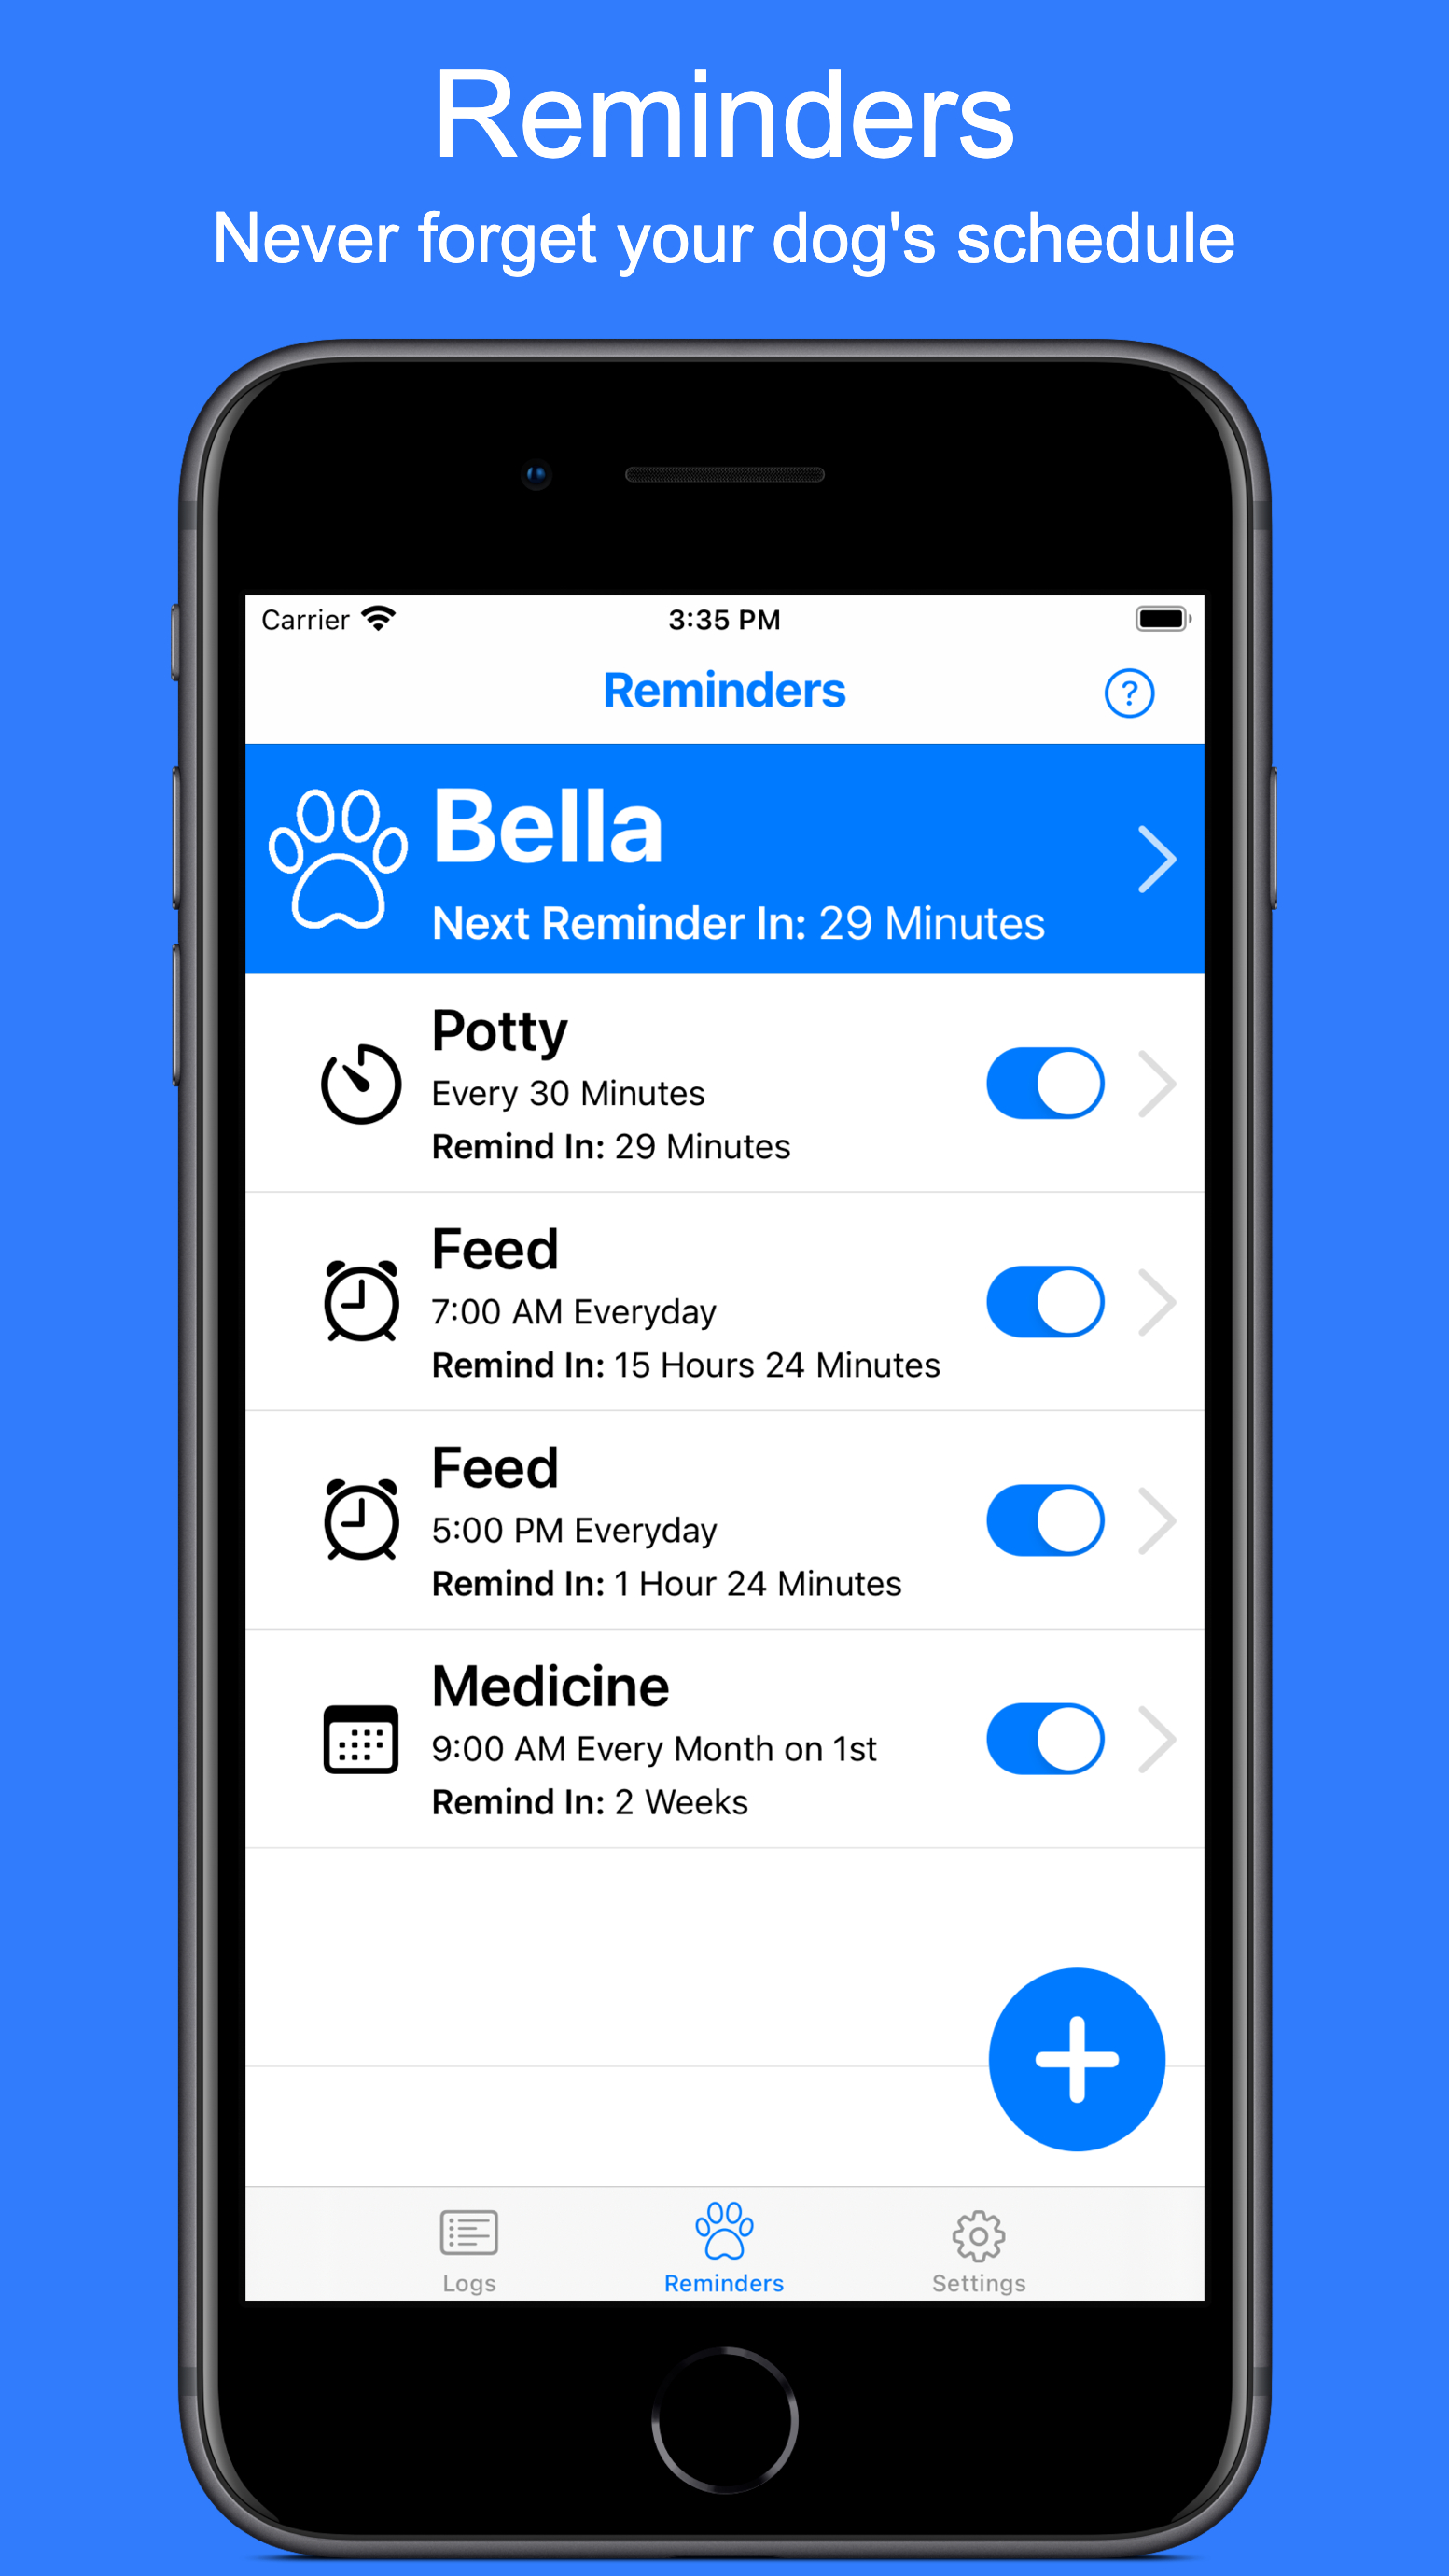 Reminders
Never forget your dog's schedule
Carrier
3:35 PM
Reminders
?
Bella
Next Reminder In: 29 Minutes
Potty
Every 30 Minutes
Remind In: 29 Minutes
Feed
7:00 AM Everyday
Remind In: 15 Hours 24 Minutes
Feed
5:00 PM Everyday
Remind In: 1 Hour 24 Minutes
Medicine
9:00 AM Every Month on 1st
Remind In: 2 Weeks
Logs
Reminders
Settings